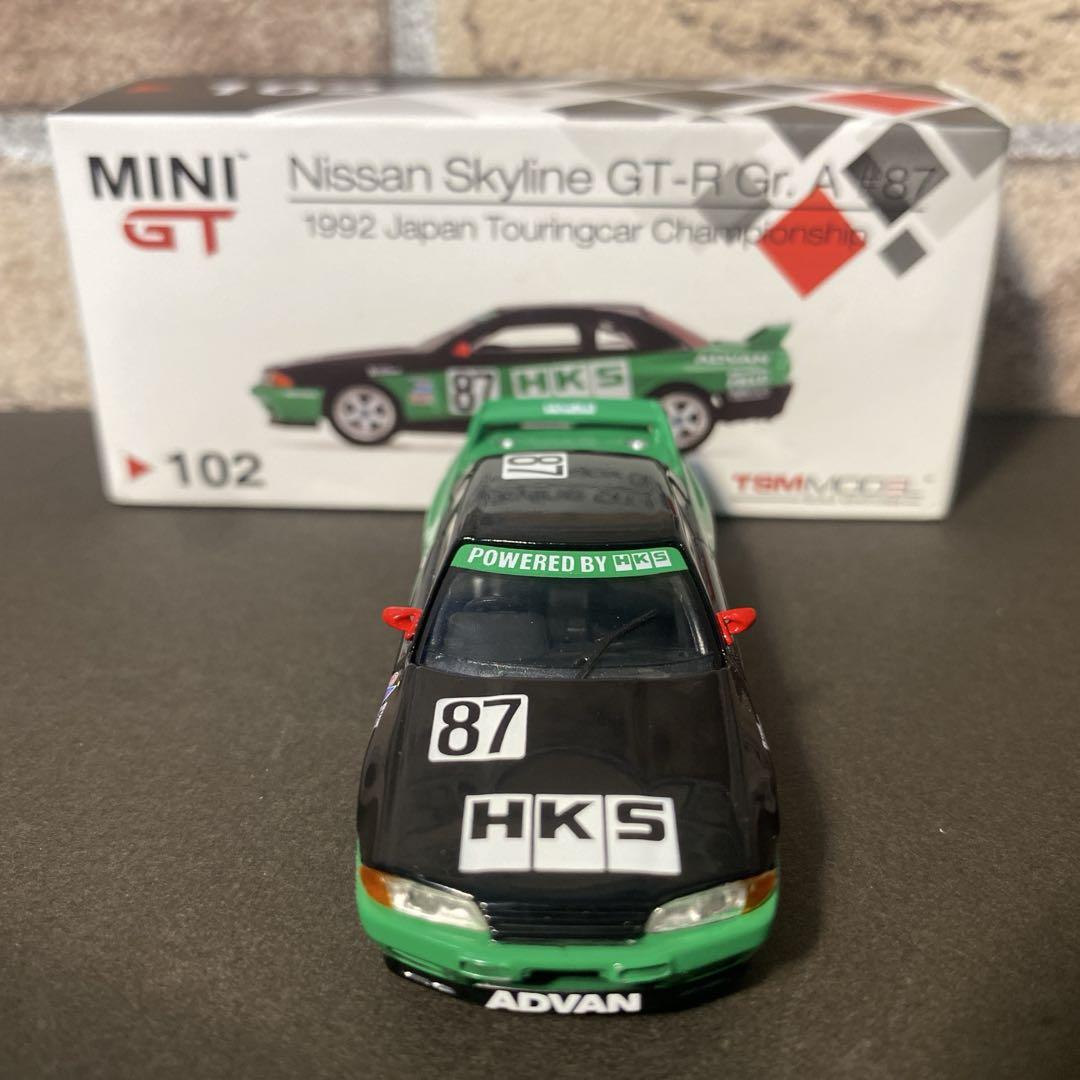 MINI GT
Nissan Skyline GT-R Gr. A #87
1992 Japan Touringcar Championship
ADVAN
87 HKS
102
TSMMODEL
87
POWERED BY HKS
87
HKS
ADVAN